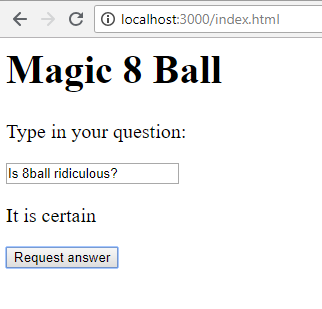 localhost:3000/index.html
Magic 8 Ball
Type in your question:
Is 8ball ridiculous?
It is certain
Request answer